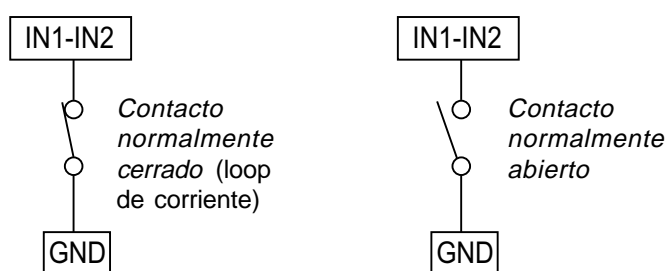 IN1-IN2
Contacto
normalmente
cerrado (loop
de corriente)
GND
IN1-IN2
Contacto
normalmente
abierto
GND